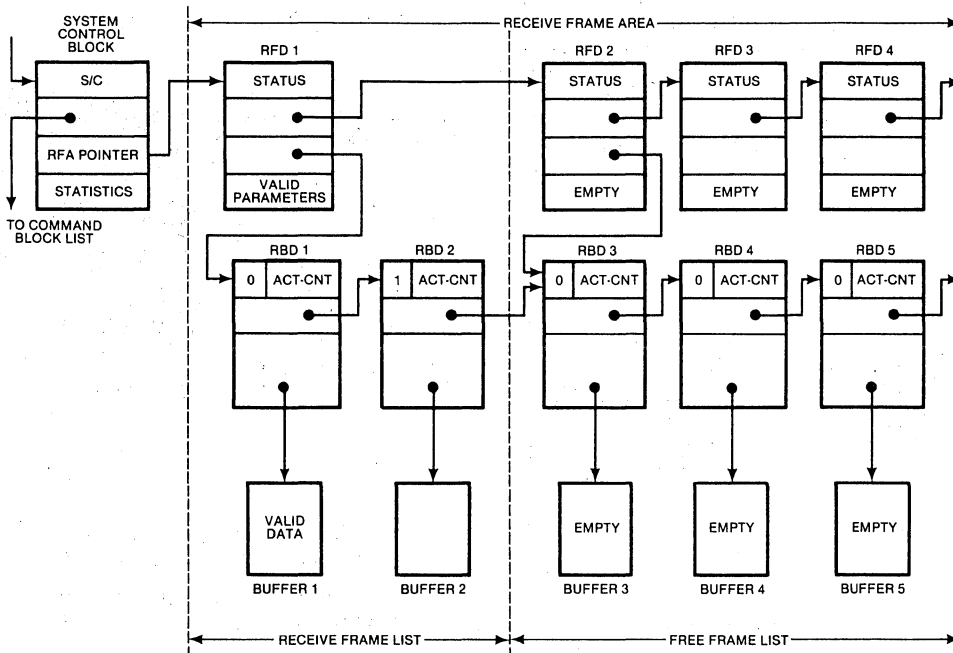 SYSTEM
CONTROL
BLOCK
RECEIVE FRAME AREA
RFD 1
RFD 2
RFD 3
RFD 4
S/C
STATUS
STATUS
STATUS
STATUS
RFA POINTER
STATISTICS
VALID
PARAMETERS
EMPTY
EMPTY
EMPTY
TO COMMAND
BLOCK LIST
RBD 1
RBD 2
RBD 3
RBD 4
RBD 5
0 ACT-CNT
1 ACT-CNT
0 ACT-CNT
0 ACT-CNT
0 ACT-CNT
VALID
DATA
EMPTY
EMPTY
EMPTY
BUFFER 1
BUFFER 2
BUFFER 3
BUFFER 4
BUFFER 5
RECEIVE FRAME LIST
FREE FRAME LIST